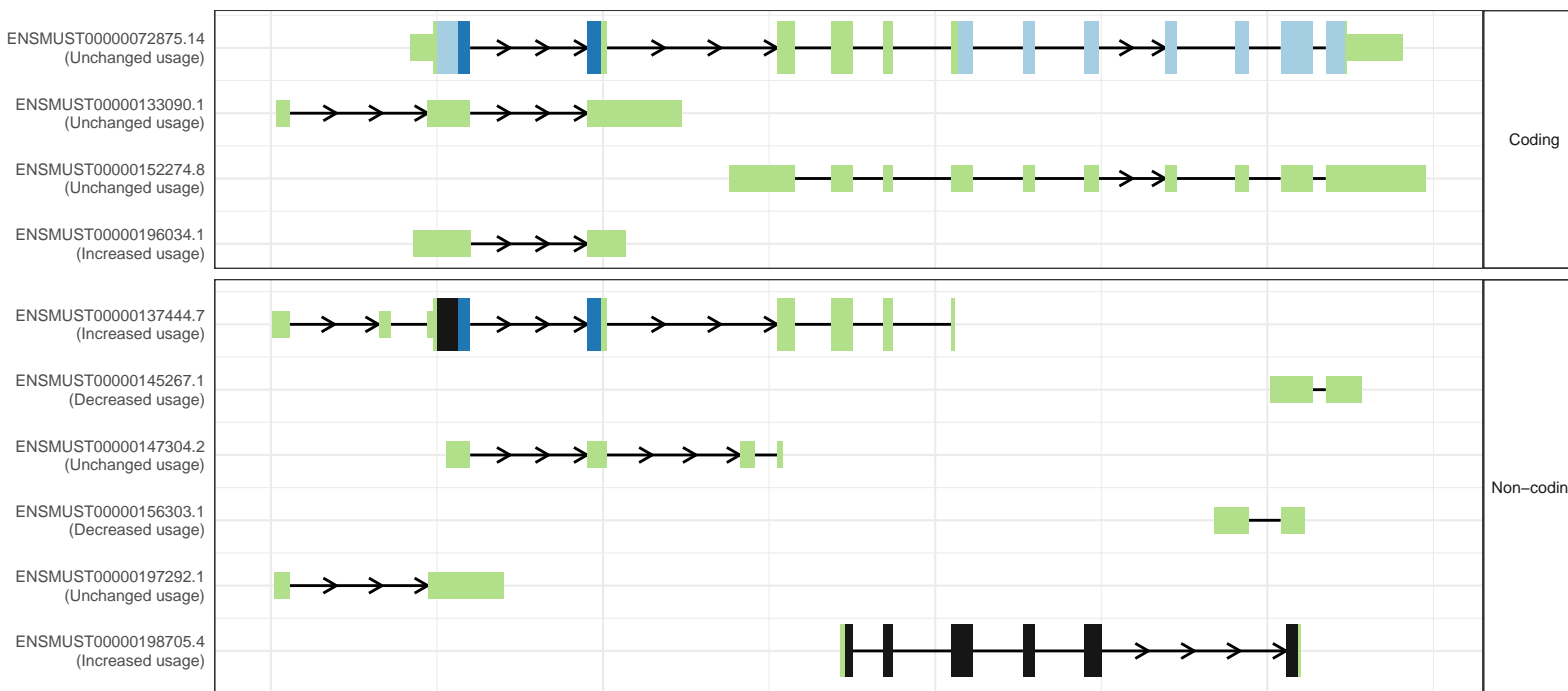 ENSMUST00000072875.14
(Unchanged usage)
ENSMUST00000133090.1
(Unchanged usage)
ENSMUST00000152274.8
(Unchanged usage)
ENSMUST00000196034.1
(Increased usage)
Coding
ENSMUST00000137444.7
(Increased usage)
ENSMUST00000145267.1
(Decreased usage)
ENSMUST00000147304.2
(Unchanged usage)
ENSMUST00000156303.1
(Decreased usage)
ENSMUST00000197292.1
(Unchanged usage)
ENSMUST00000198705.4
(Increased usage)
Non−codin